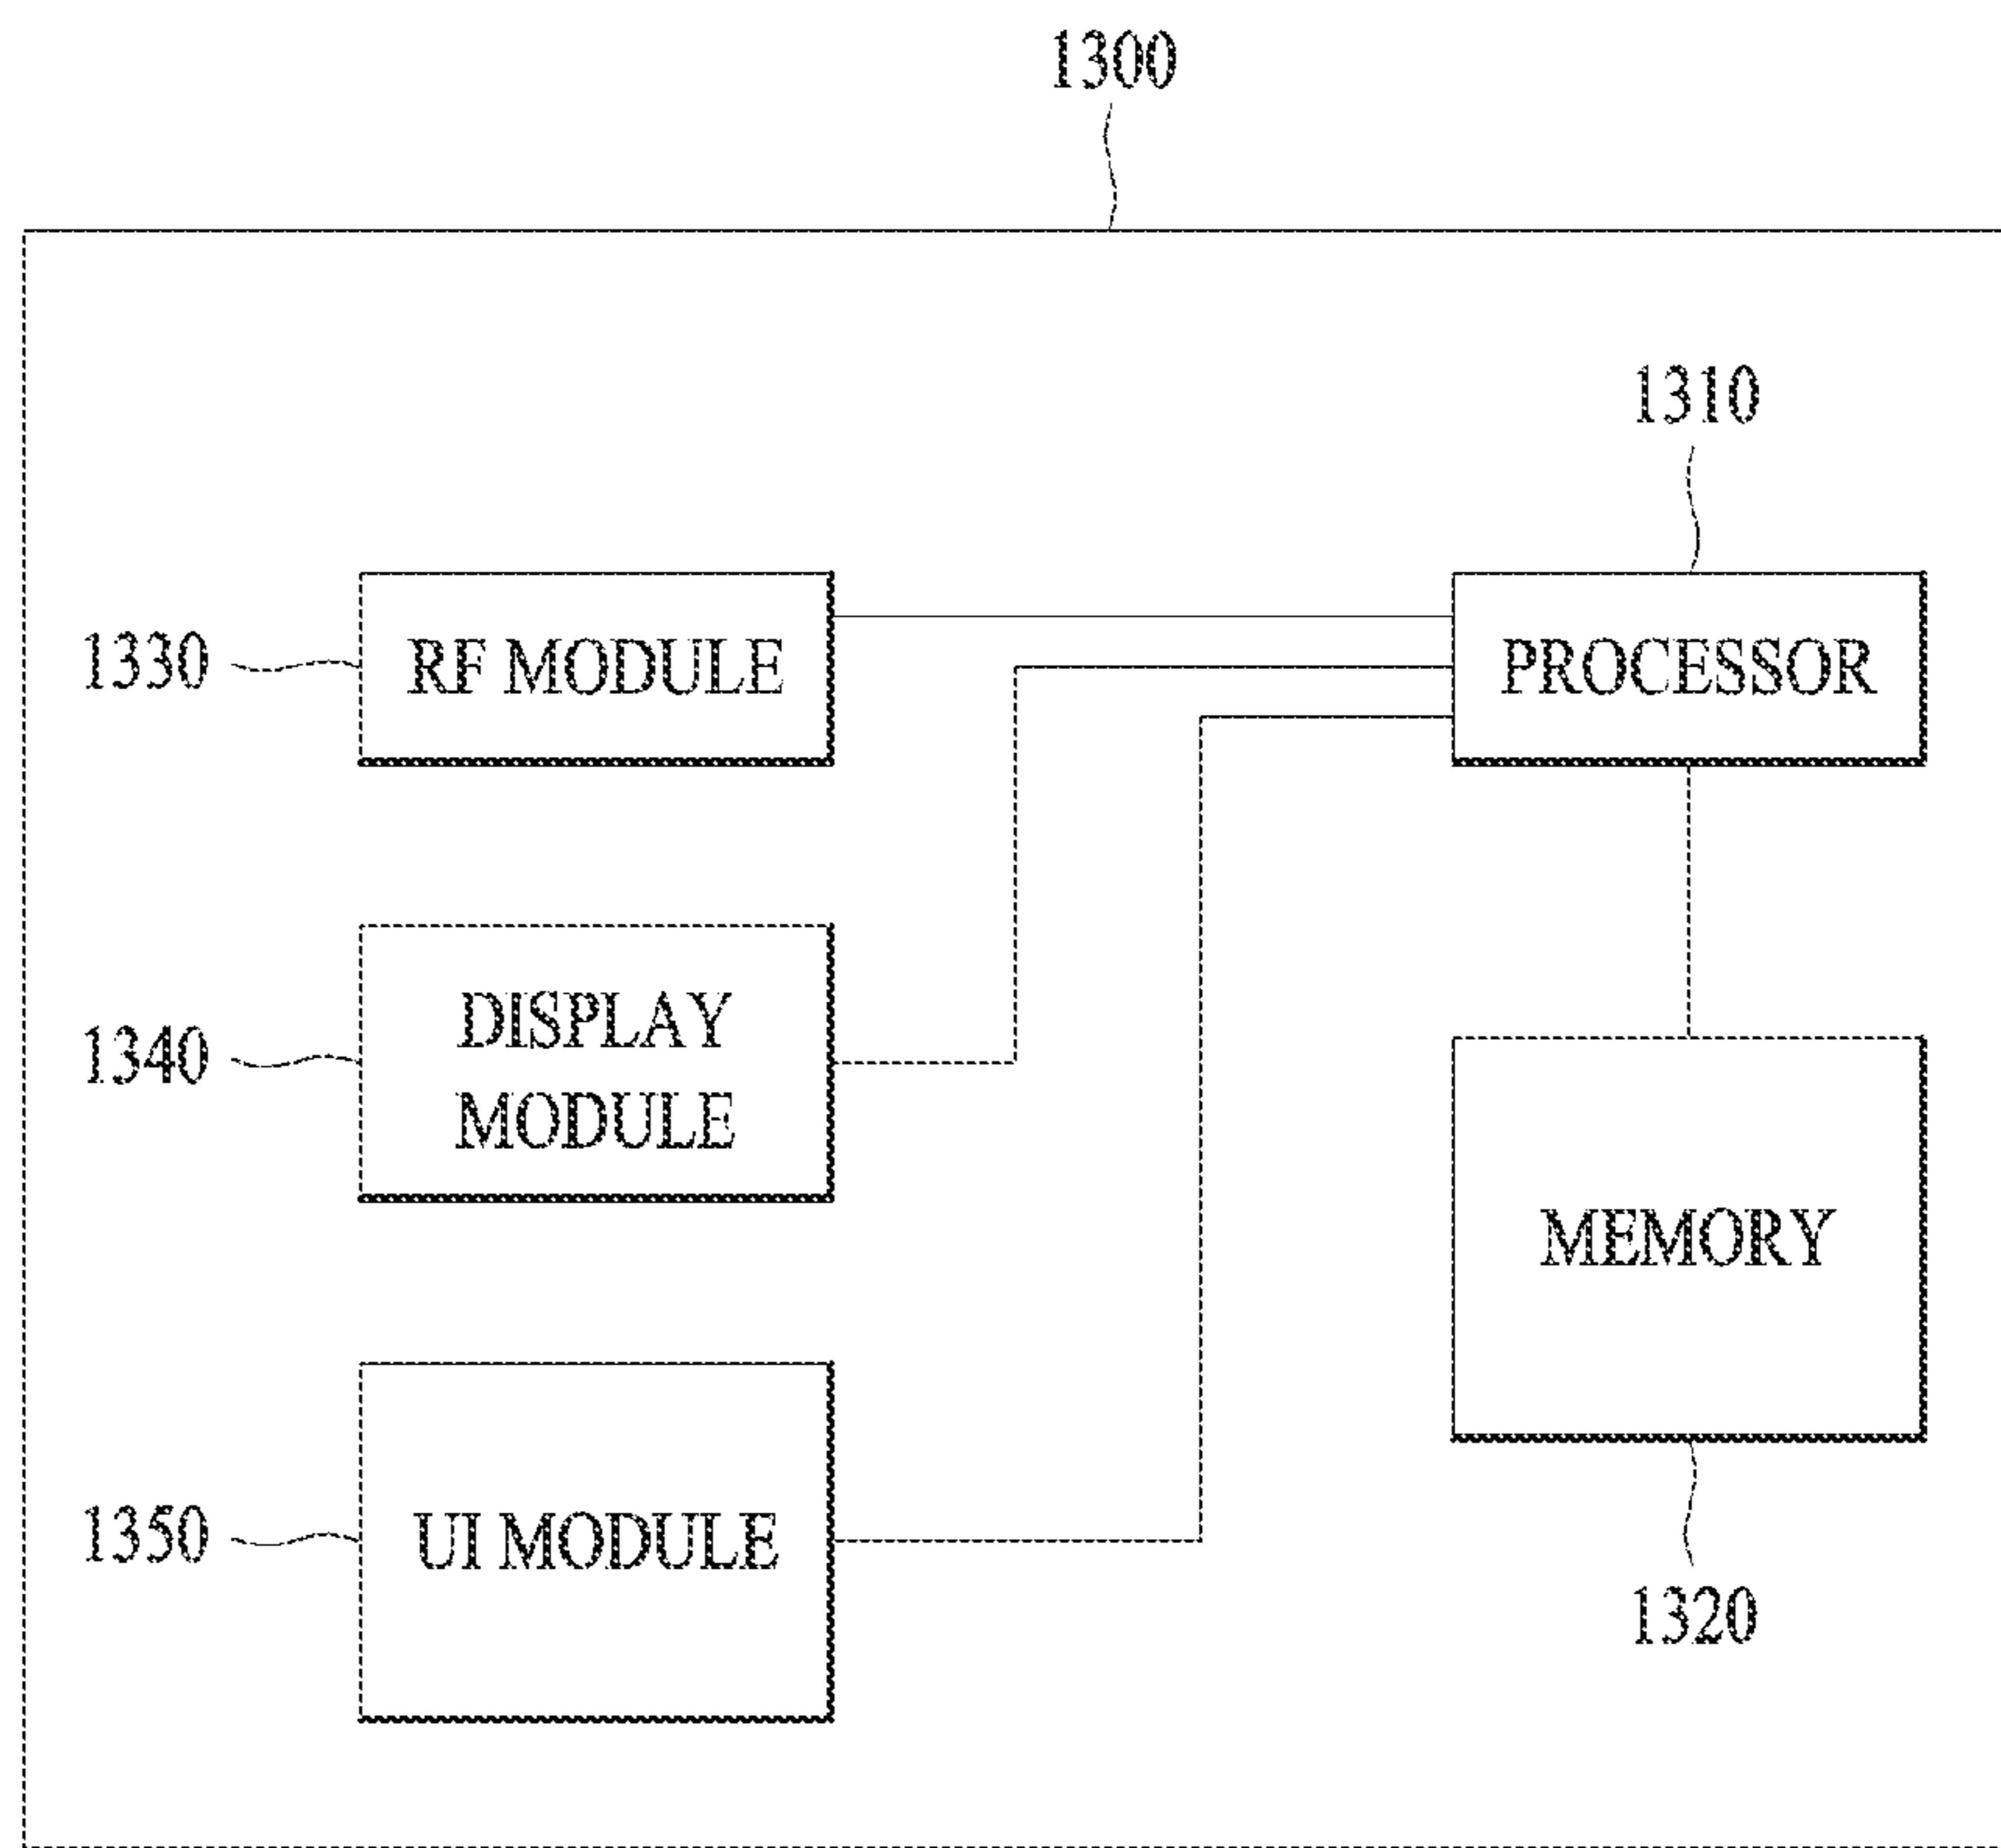 1300
1310
1330
RF MODULE
PROCESSOR
1340
DISPLAY
MODULE
MEMORY
1350
UI MODULE
1320